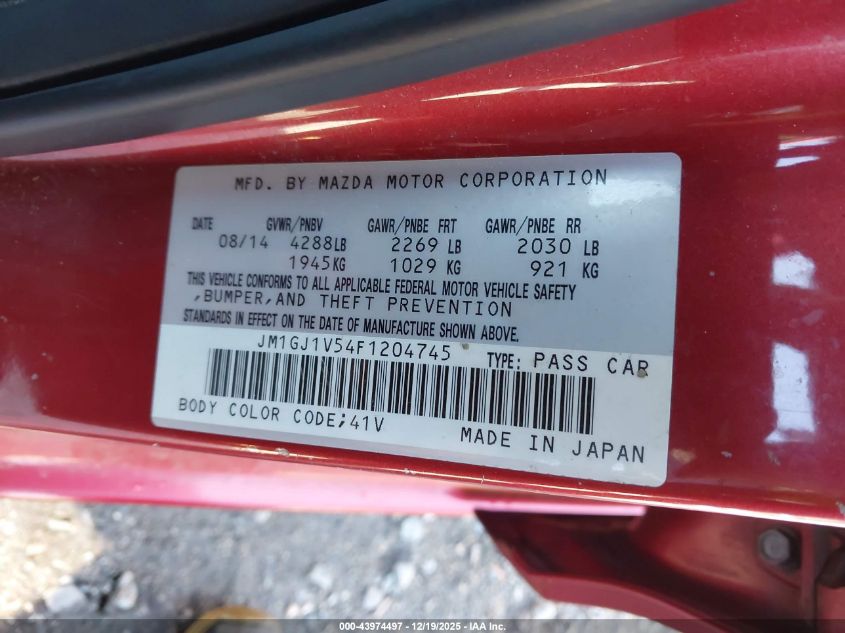 MFD. BY MAZDA MOTOR CORPORATION
DATE GVWR/PNBV GAWR/PNBE FRT GAWR/PNBE RR
08/14 4288LB 2269 LB 2030 LB
1945KG 1029 KG 921 KG
THIS VEHICLE CONFORMS TO ALL APPLICABLE FEDERAL MOTOR VEHICLE SAFETY
,BUMPER,AND THEFT PREVENTION
STANDARDS IN EFFECT ON THE DATE OF MANUFACTURE SHOWN ABOVE.
JM1GJ1V54F1204745 TYPE: PASS CAR
BODY COLOR CODE;41V
MADE IN JAPAN
000-43974497 - 12/19/2025 - IAA Inc.